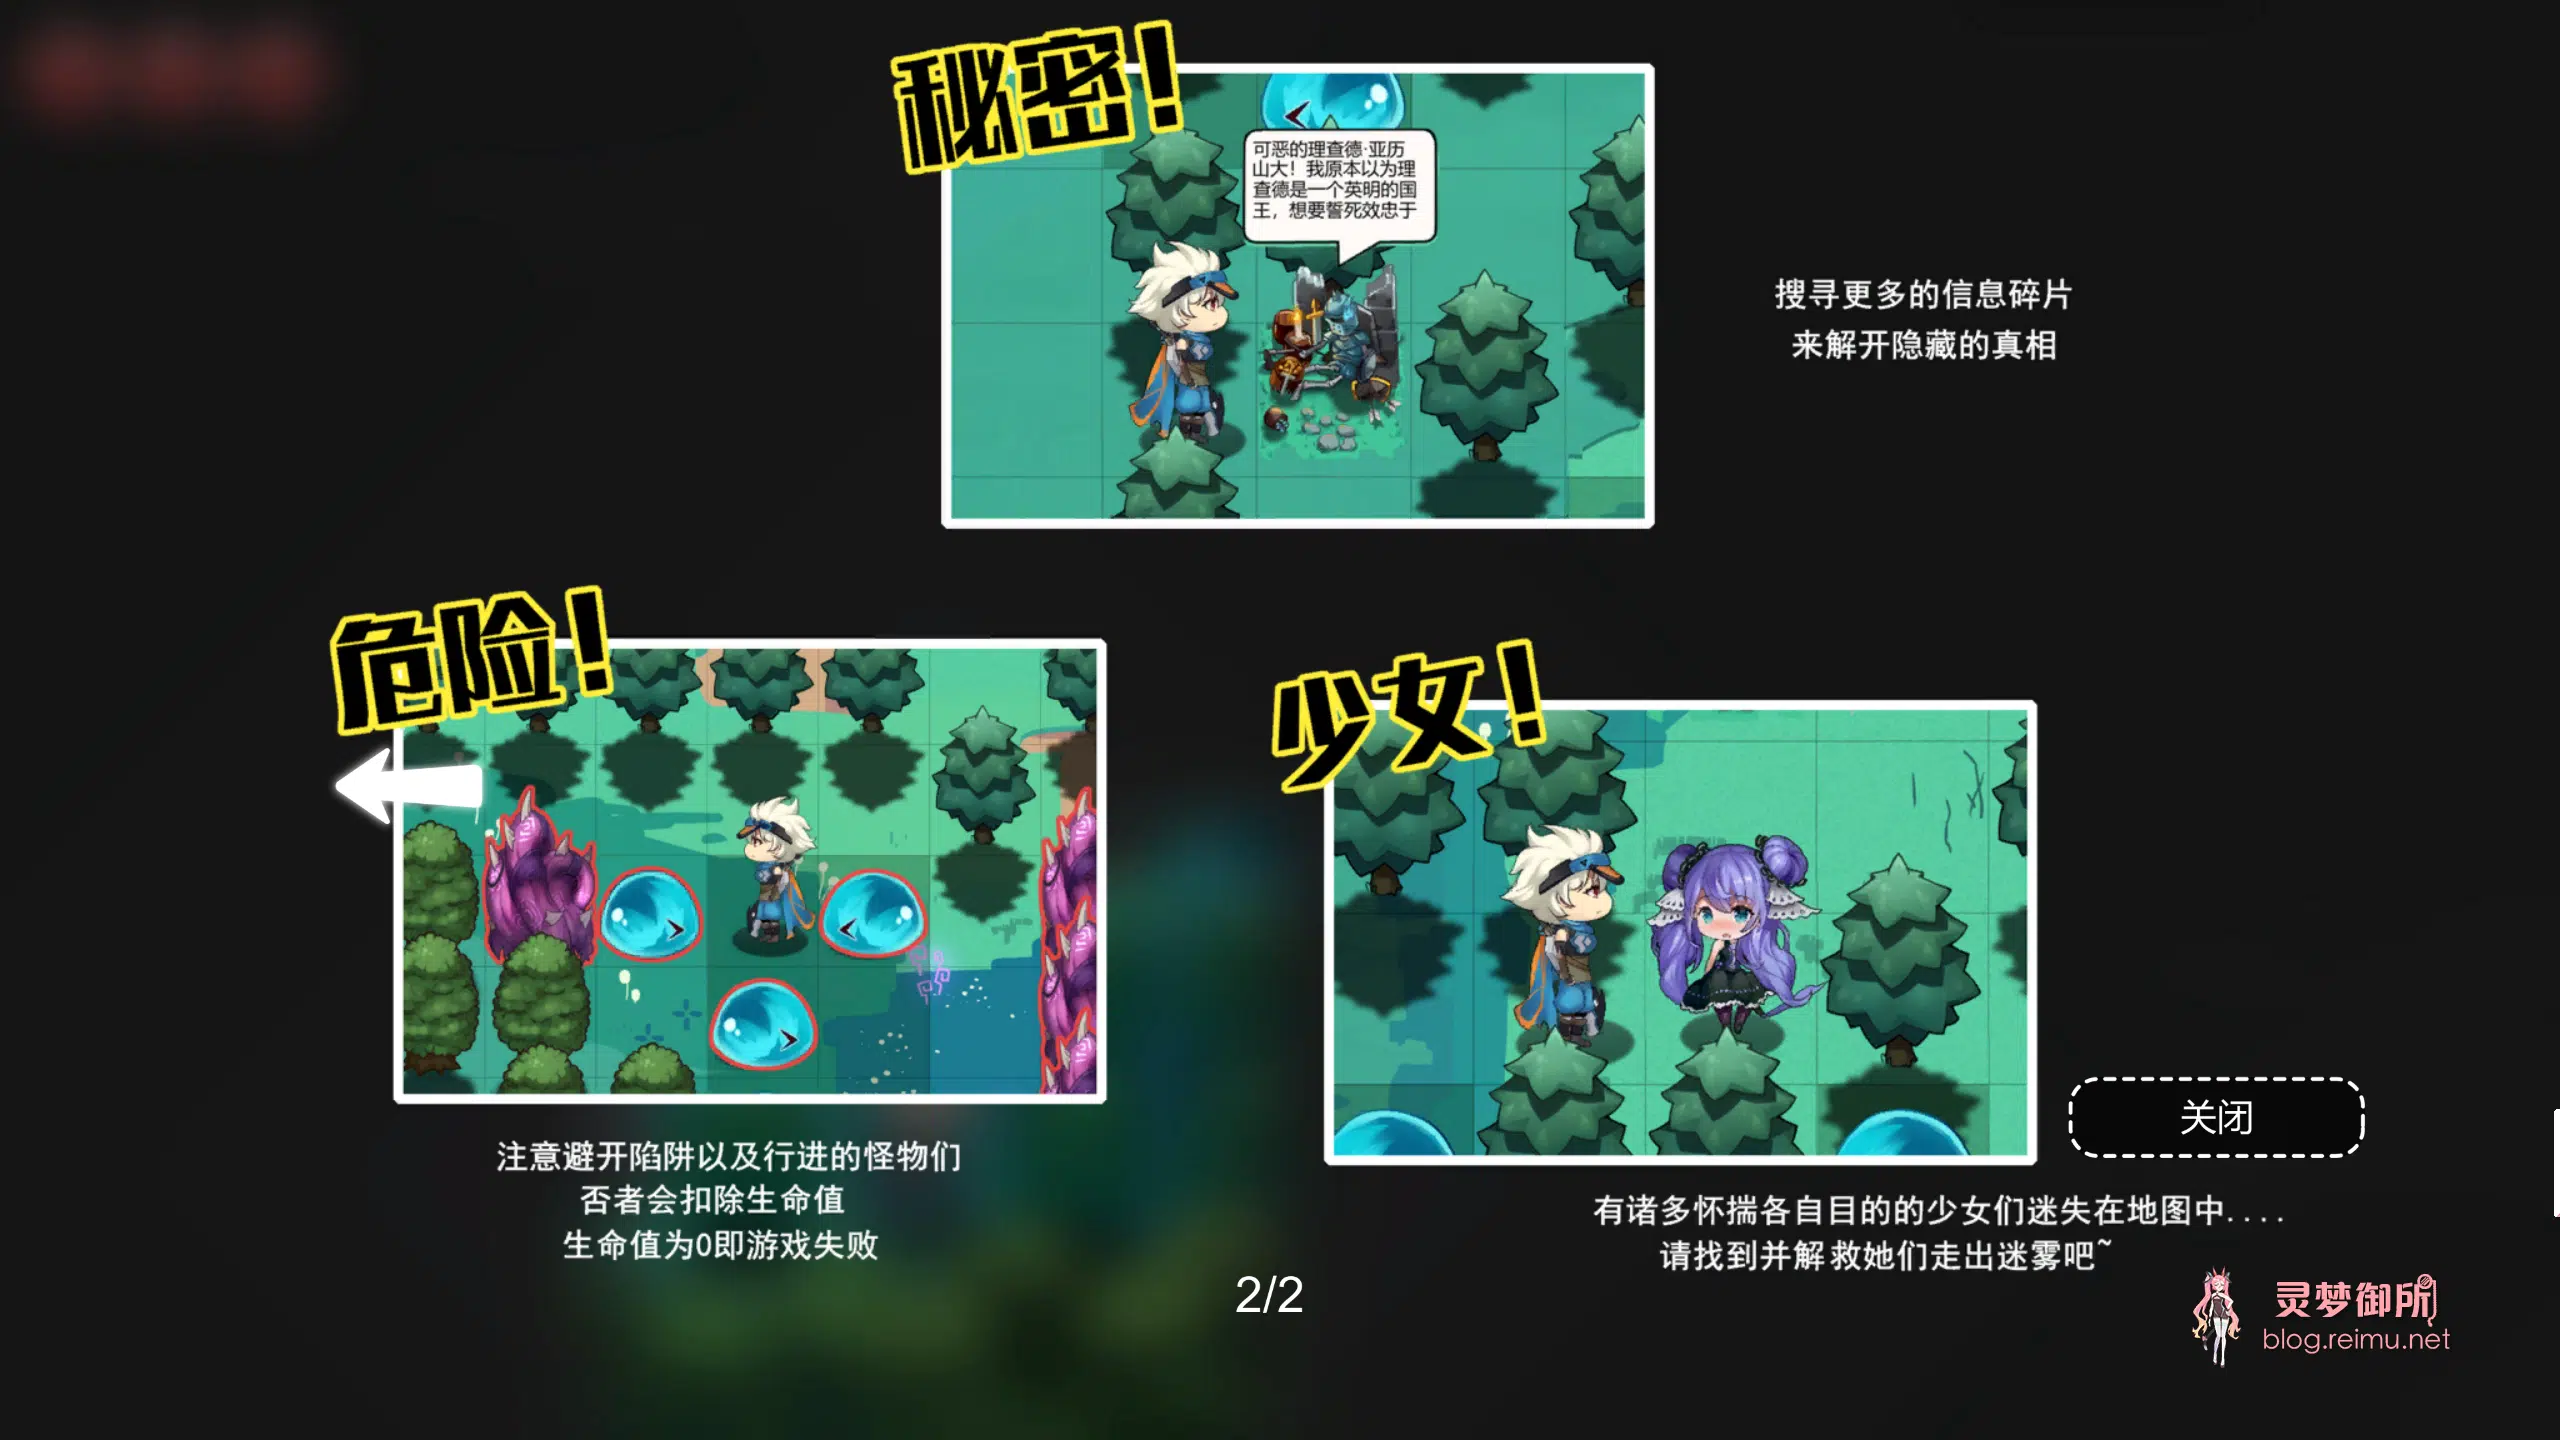 秘密！
可恶的理查德·亚历
山大！我原本以为理
查德是一个英明的国
王，想要誓死效忠于
搜寻更多的信息碎片
来解开隐藏的真相
危险！
注意避开陷阱以及行进的怪物们
否者会扣除生命值
生命值为0即游戏失败
少女！
有诸多怀揣各自目的的少女们迷失在地图中....
请找到并解救她们走出迷雾吧~
关闭
2/2
灵梦御所
blog.reimu.net